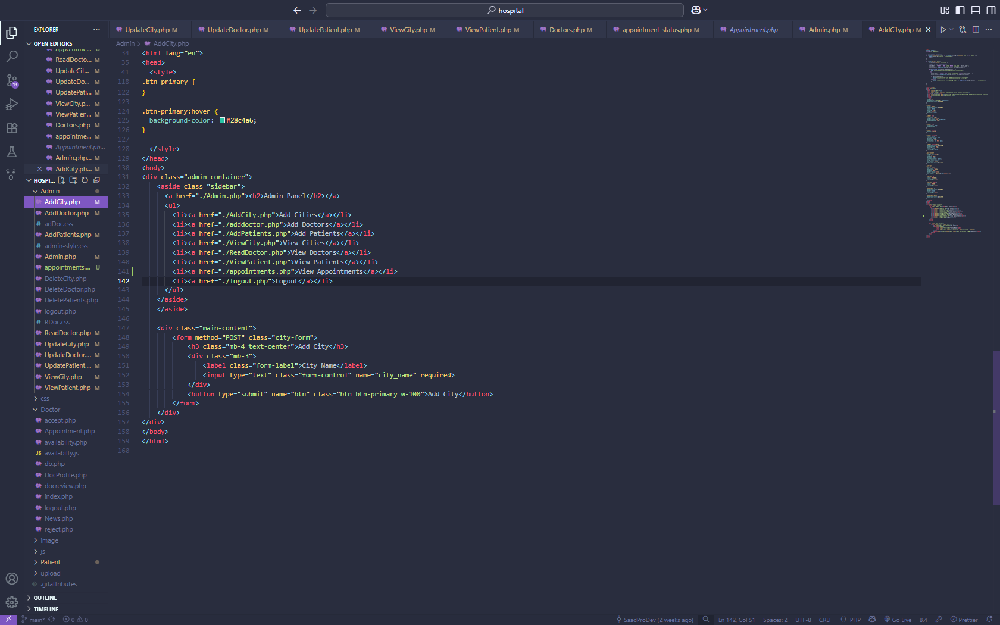 hospital
EXPLORER
UpdateCity.php M
UpdateDoctor.php M
UpdatePatient.php M
ViewCity.php M
ViewPatient.php M
Doctors.php M
appointment_status.php M
Appointment.php
Admin.php M
AddCity.php M
OPEN EDITORS
appointme... U
ReadDocto... M
UpdateCit... M
UpdateDo... M
UpdatePati... M
ViewCity.p... M
ViewPatien... M
Doctors.php M
appointme... M
Appointment.ph...
Admin.php... M
AddCity.ph... M
HOSPI...
Admin
AddCity.php M
AddDoctor.php M
# adDoc.css
AddPatients.php M
# admin-style.css
Admin.php M
appointments.... U
DeleteCity.php
DeleteDoctor.php
DeletePatients.php
logout.php
# RDoc.css
ReadDoctor.php M
UpdateCity.php M
UpdateDoctor.... M
UpdatePatient.... M
ViewCity.php M
ViewPatient.php M
css
Doctor
accept.php
Appointment.php
availability.php
JS availabilty.js
db.php
DocProfile.php
docreview.php
index.php
logout.php
News.php
reject.php
image
js
Patient
upload
.gitattributes
OUTLINE
TIMELINE
Admin > AddCity.php
34 <html lang="en">
35 <head>
41 <style>
118 .btn-primary {
122 }
123
124 .btn-primary:hover {
125 background-color: #28c4a6;
126 }
127
128 </style>
129 </head>
130 <body>
131 <div class="admin-container">
132 <aside class="sidebar">
133 <a href="./Admin.php"><h2>Admin Panel</h2></a>
134 <ul>
135 <li><a href="./AddCity.php">Add Cities</a></li>
136 <li><a href="./adddoctor.php">Add Doctors</a></li>
137 <li><a href="./AddPatients.php">Add Patients</a></li>
138 <li><a href="./ViewCity.php">View Cities</a></li>
139 <li><a href="./ReadDoctor.php">View Doctors</a></li>
140 <li><a href="./ViewPatient.php">View Patients</a></li>
141 <li><a href="./appointments.php">View Appointments</a></li>
142 <li><a href="./logout.php">Logout</a></li>
143 </ul>
144 </aside>
145 </aside>
146
147 <div class="main-content">
148 <form method="POST" class="city-form">
149 <h3 class="mb-4 text-center">Add City</h3>
150 <div class="mb-3">
151 <label class="form-label">City Name</label>
152 <input type="text" class="form-control" name="city_name" required>
153 </div>
154 <button type="submit" name="btn" class="btn btn-primary w-100">Add City</button>
155 </form>
156 </div>
157 </div>
158 </body>
159 </html>
160
13
main* 0 0
SaadProDev (2 weeks ago)
Ln 142, Col 51
Spaces: 2
UTF-8
CRLF
{ } PHP
Go Live
8.4
Prettier